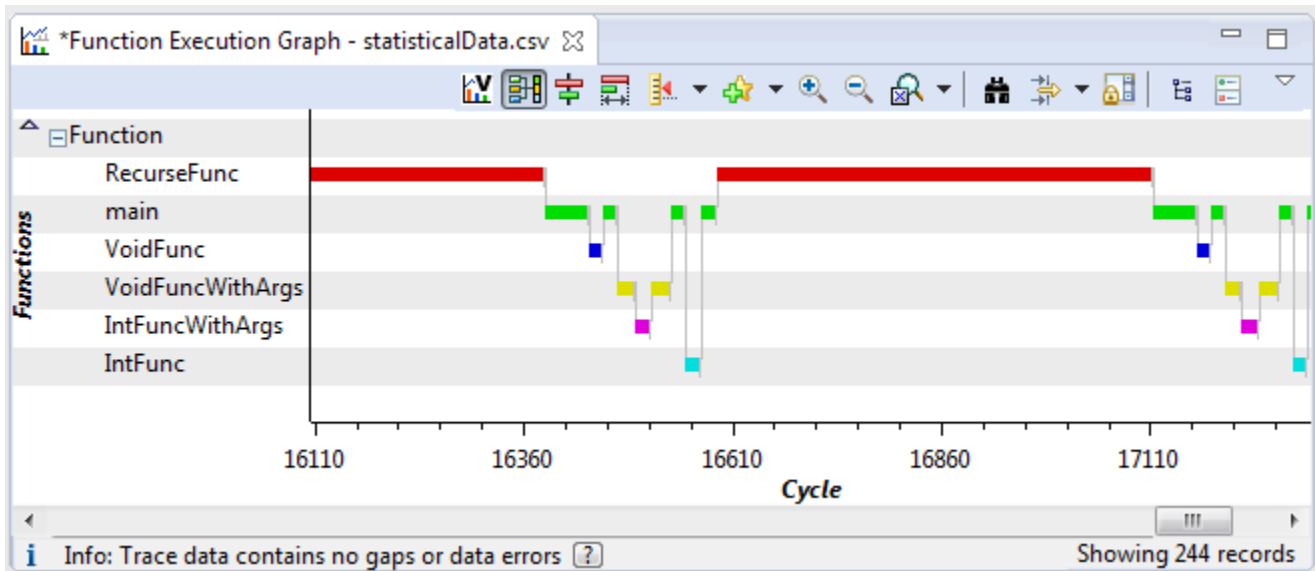 *Function Execution Graph - statisticalData.csv
Function
RecurseFunc
main
VoidFunc
VoidFuncWithArgs
IntFuncWithArgs
IntFunc
Functions
16110 16360 16610 16860 17110
Cycle
i Info: Trace data contains no gaps or data errors ? Showing 244 records